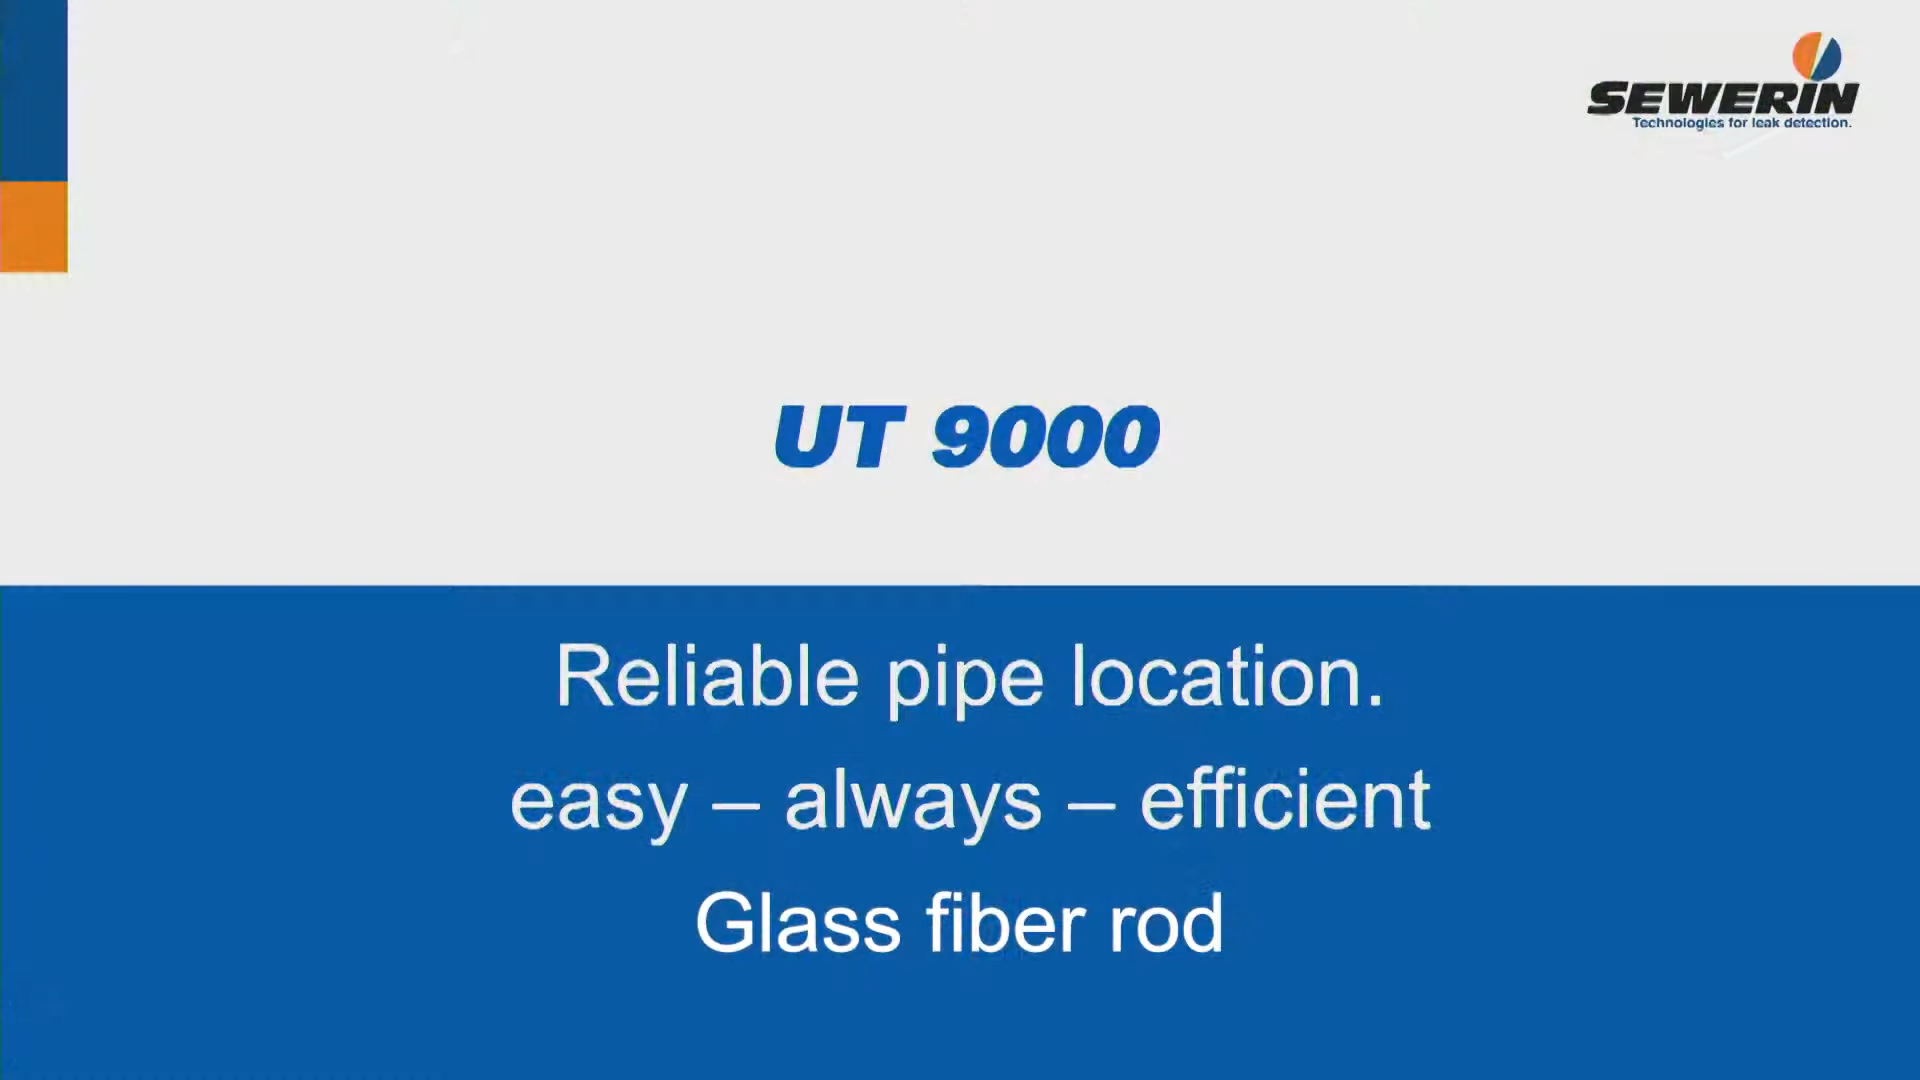 SEWERIN
Technologies for leak detection.
UT 9000
Reliable pipe location.
easy – always – efficient
Glass fiber rod